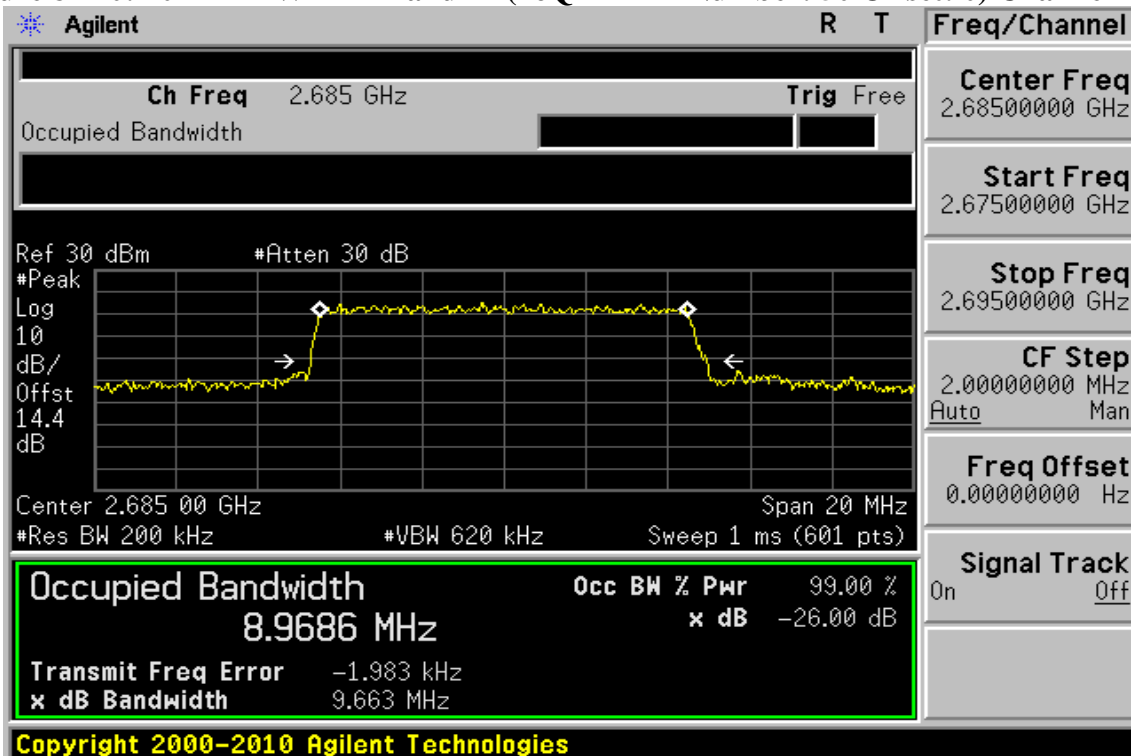 Agilent R T
Freq/Channel
Ch Freq 2.685 GHz Trig Free
Occupied Bandwidth
Center Freq
2.68500000 GHz
Start Freq
2.67500000 GHz
Stop Freq
2.69500000 GHz
CF Step
2.00000000 MHz
Auto Man
Freq Offset
0.00000000 Hz
Signal Track
On Off
Ref 30 dBm #Atten 30 dB
#Peak
Log
10
dB/
Offst
14.4
dB
Center 2.685 00 GHz Span 20 MHz
#Res BW 200 kHz #VBW 620 kHz Sweep 1 ms (601 pts)
Occupied Bandwidth
8.9686 MHz
Occ BW % Pwr 99.00 %
x dB -26.00 dB
Transmit Freq Error -1.983 kHz
x dB Bandwidth 9.663 MHz
Copyright 2000-2010 Agilent Technologies